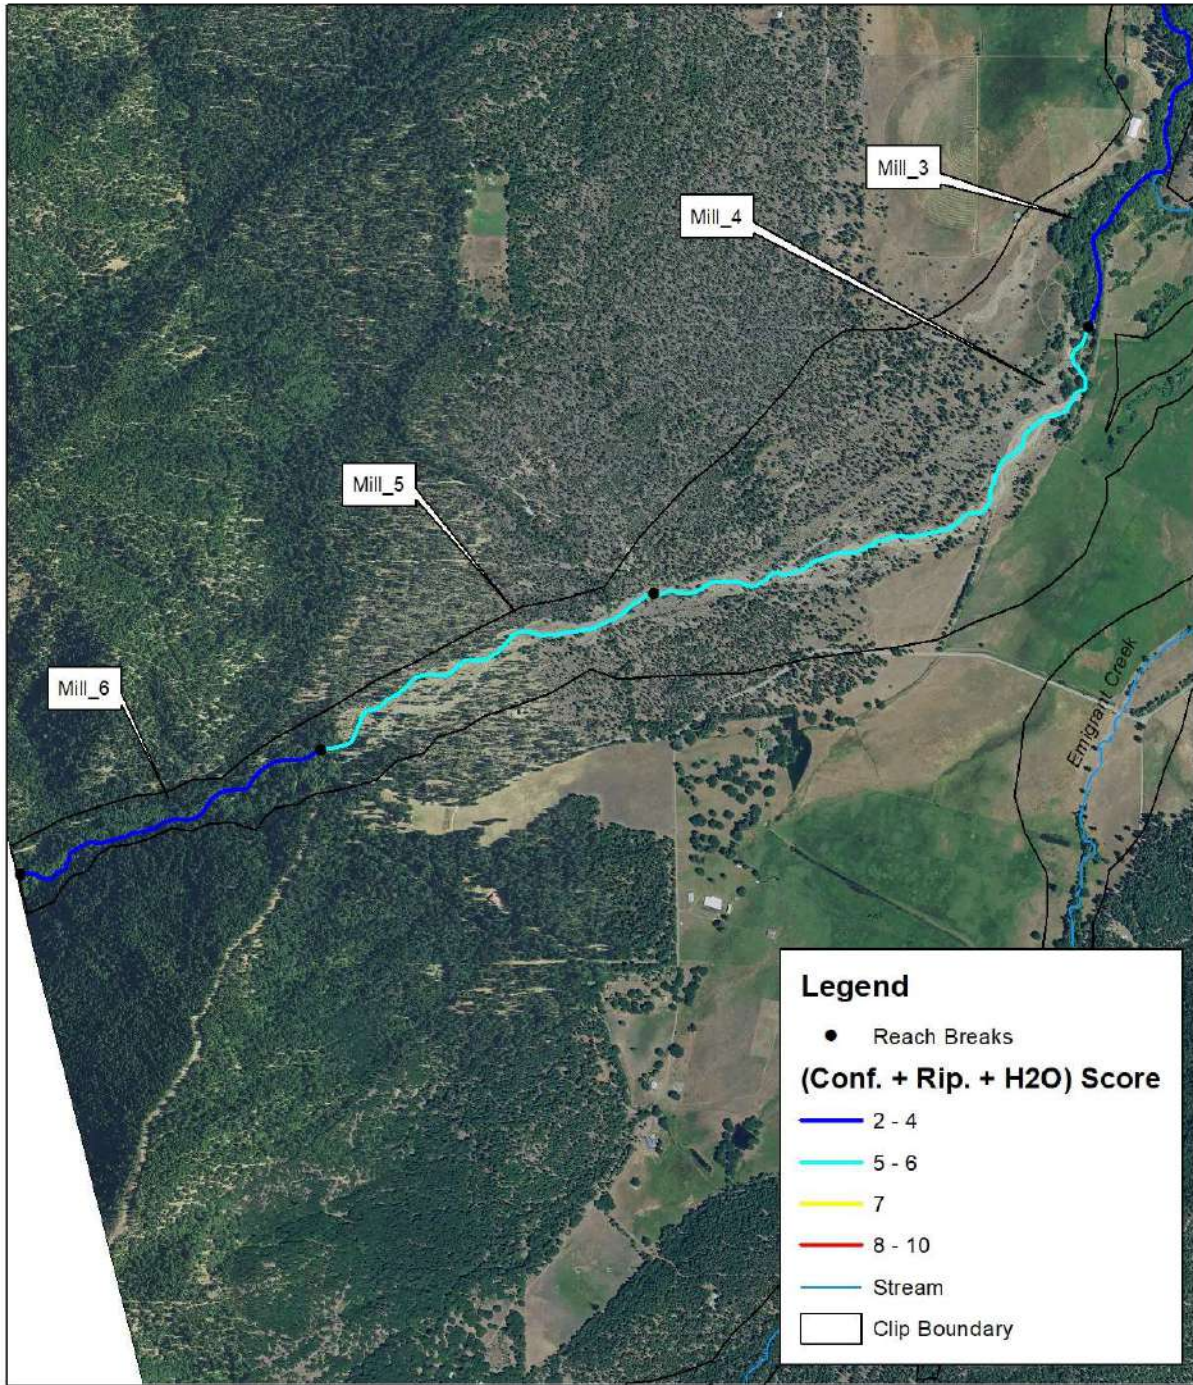 Mill_3
Mill_4
Mill_5
Mill_6
Emigrant Creek
Legend
Reach Breaks
(Conf. + Rip. + H2O) Score
2 - 4
5 - 6
7
8 - 10
Stream
Clip Boundary